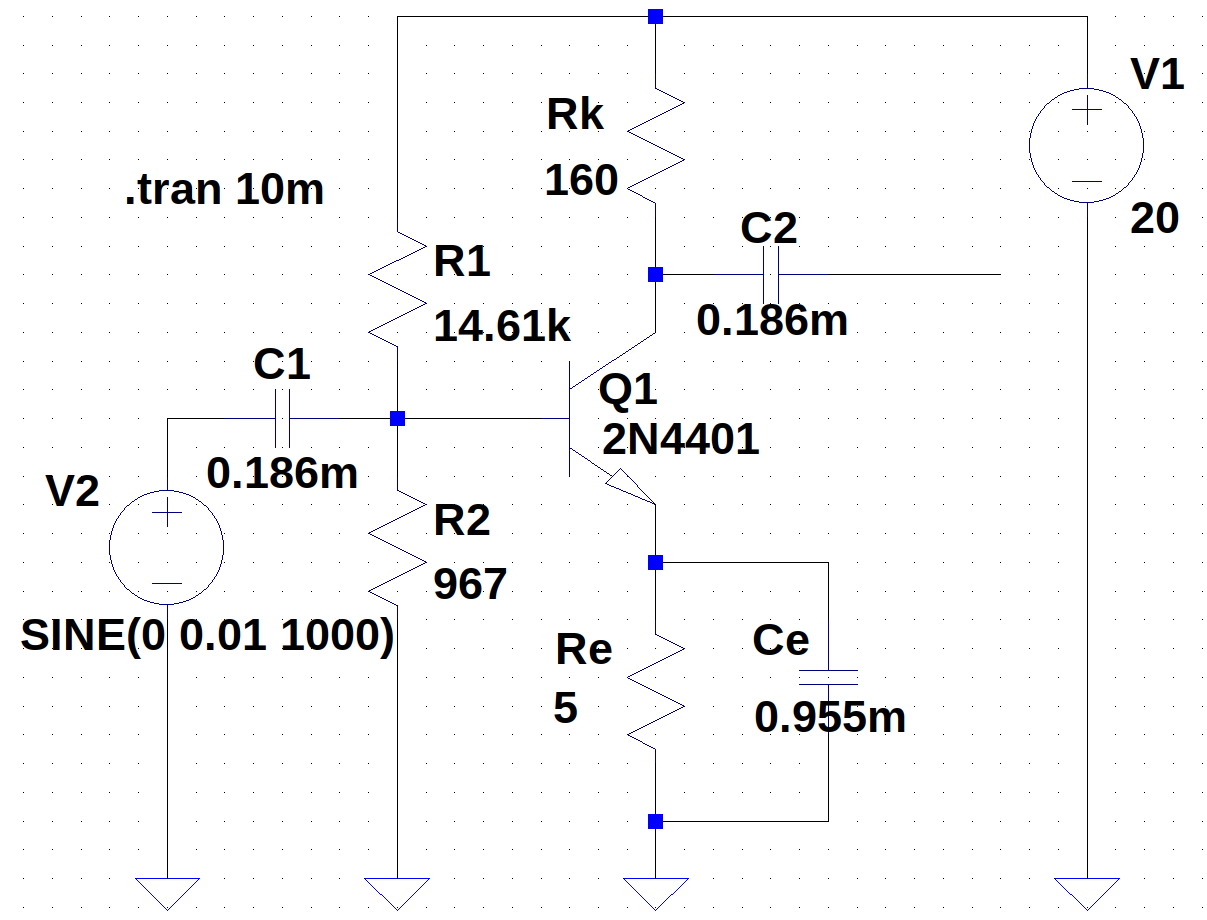 V1
Rk
160
.tran 10m
20
C2
R1
14.61k
0.186m
C1
Q1
2N4401
0.186m
V2
R2
967
SINE(0 0.01 1000)
Re
5
Ce
0.955m